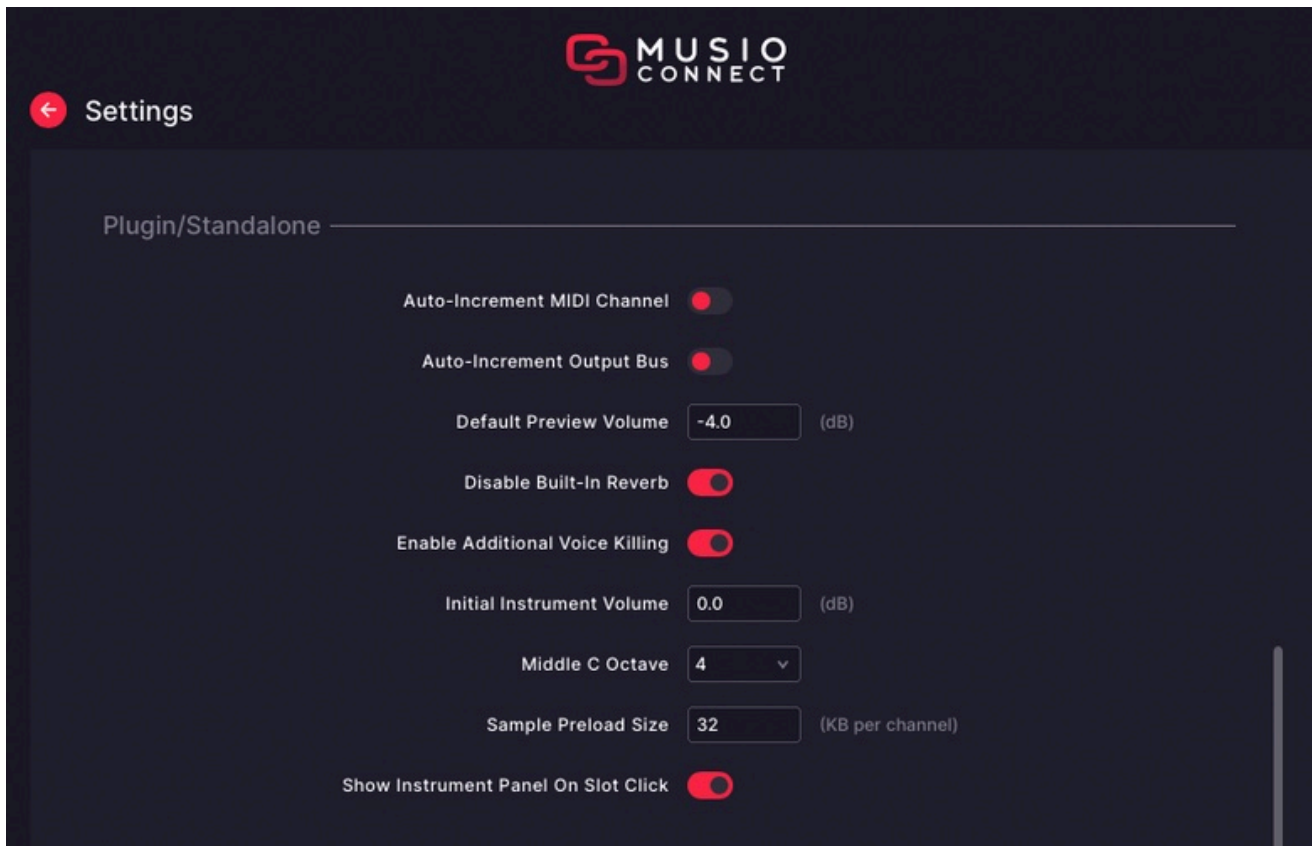 MUSIO
CONNECT
Settings
Plugin/Standalone
Auto-Increment MIDI Channel
Auto-Increment Output Bus
Default Preview Volume -4.0 (dB)
Disable Built-In Reverb
Enable Additional Voice Killing
Initial Instrument Volume 0.0 (dB)
Middle C Octave 4
Sample Preload Size 32 (KB per channel)
Show Instrument Panel On Slot Click